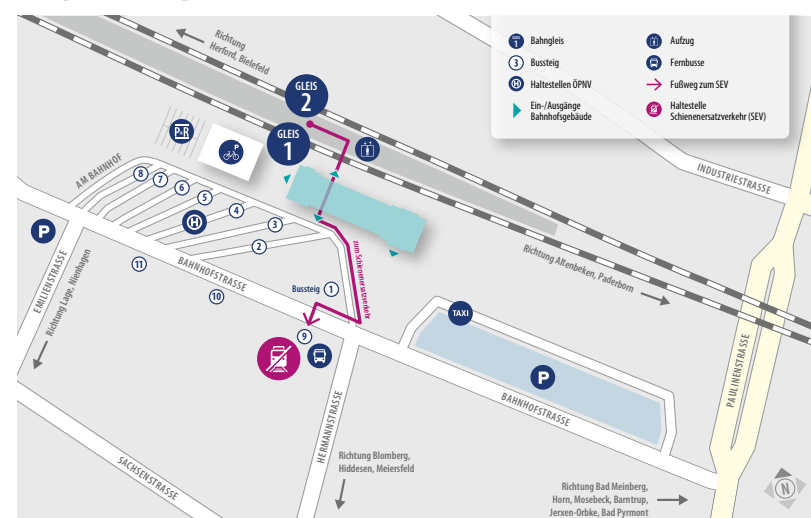 Richtung
Herford, Bielefeld
GLEIS
2
GLEIS
1
1
Bahngleis
3
Bussteig
H
Haltestellen ÖPNV
Ein-/Ausgänge
Bahnhofsgebäude
Aufzug
Fernbusse
Fußweg zum SEV
Haltestelle
Schienenersatzverkehr (SEV)
P+R
P
AM BAHNHOF
8
7
6
5
4
3
2
H
P
EMILIENSTRASSE
Richtung Lage, Nienhagen
11
BAHNHOFSTRASSE
10
Bussteig
1
zum Schienenersatzverkehr
9
INDUSTRIESTRASSE
Richtung Altenbeken, Paderborn
TAXI
P
BAHNHOFSTRASSE
PAULINENSTRASSE
HERMANNSTRASSE
SACHSENSTRASSE
Richtung Blomberg,
Hiddesen, Meiersfeld
Richtung Bad Meinberg,
Horn, Mosebeck, Barntrup,
Jerxen-Orbke, Bad Pyrmont
N